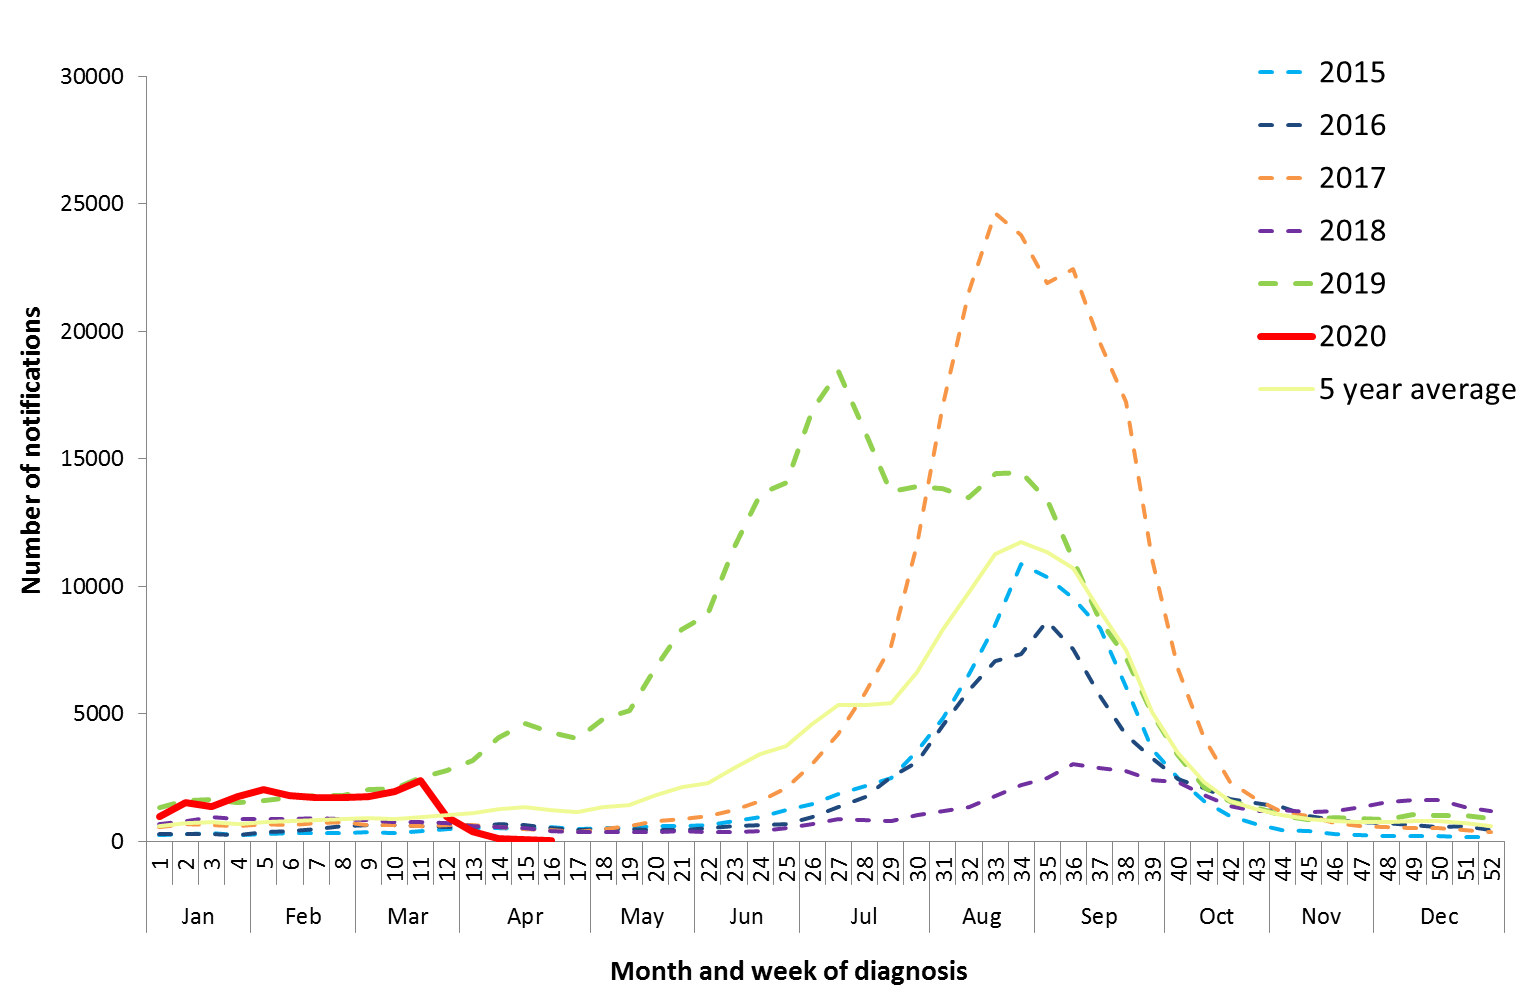 30000
25000
20000
15000
10000
5000
0
Number of notifications
2015
2016
2017
2018
2019
2020
5 year average
1 2 3 4 5 6 7 8 9 10 11 12 13 14 15 16 17 18 19 20 21 22 23 24 25 26 27 28 29 30 31 32 33 34 35 36 37 38 39 40 41 42 43 44 45 46 47 48 49 50 51 52
Jan Feb Mar Apr May Jun Jul Aug Sep Oct Nov Dec
Month and week of diagnosis